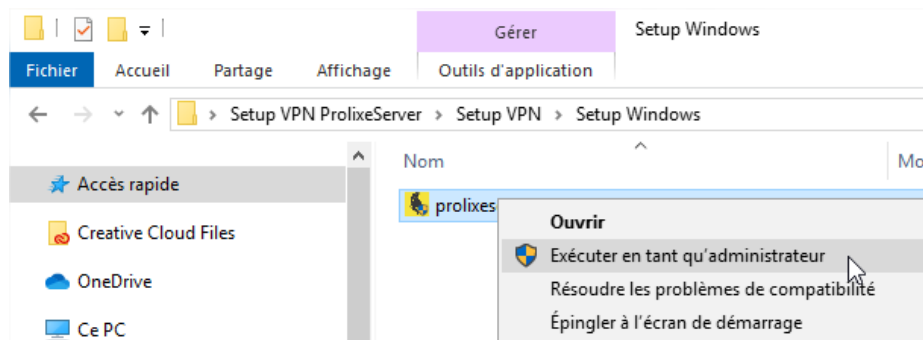 Gérer
Setup Windows
Fichier Accueil Partage Affichage Outils d'application
Setup VPN ProlixeServer > Setup VPN > Setup Windows
Nom
Accès rapide
prolixes
Ouvrir
Creative Cloud Files
Exécuter en tant qu'administrateur
OneDrive
Résoudre les problèmes de compatibilité
Ce PC
Épingler à l'écran de démarrage